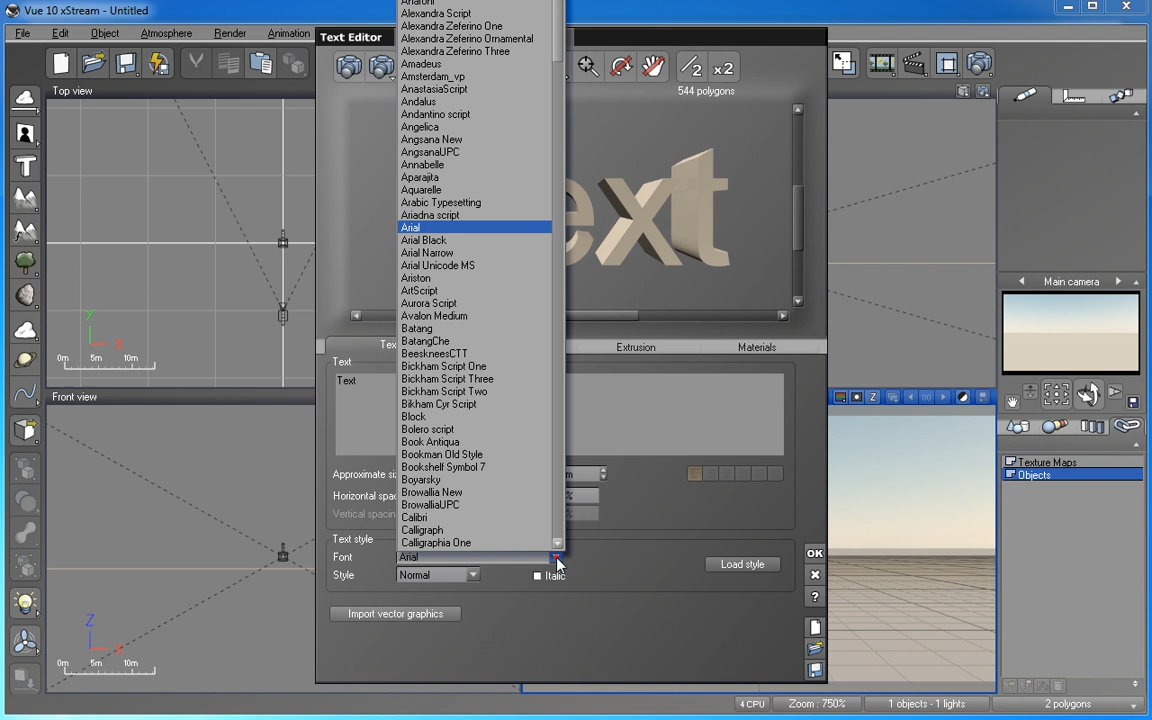 Vue 10 xStream - Untitled
File
Edit
Object
Atmosphere
Render
Animation
Text Editor
544 polygons
Top view
Alexandra Script
Alexandra Zeferino One
Alexandra Zeferino Ornamental
Alexandra Zeferino Three
Amadeus
Amsterdam_vp
AnastasiaScript
Andalus
Andantino script
Angelica
Angsana New
AngsanaUPC
Annabelle
Aparajita
Aquarelle
Arabic Typesetting
Ariadna script
Arial
Arial Black
Arial Narrow
Arial Unicode MS
Ariston
ArtScript
Aurora Script
Avalon Medium
Batang
BatangChe
BeeskneesCTT
Bickham Script One
Bickham Script Three
Bickham Script Two
Bikham Cyr Script
Block
Bolero script
Book Antiqua
Bookman Old Style
Bookshelf Symbol 7
Boyarsky
Browallia New
BrowalliaUPC
Calibri
Calligraph
Calligraphia One
ext
Extrusion
Materials
Text
Text
Approximate si
m
Horizontal spac
%
Vertical spacin
%
Text style
Font
Arial
Style
Normal
Italic
Load style
Import vector graphics
OK
?
/2
x2
Main camera
Texture Maps
Objects
y
x
0m
5m
10m
Front view
Z
x
0m
5m
10m
4 CPU
Zoom : 750%
1 objects - 1 lights
2 polygons